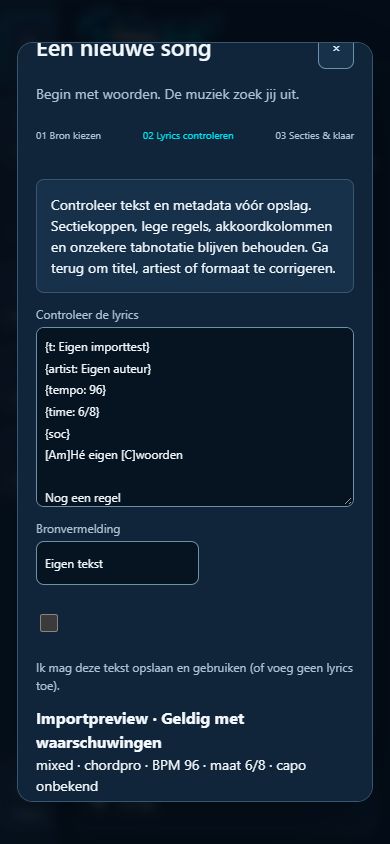 Een nieuwe song
×
Begin met woorden. De muziek zoek jij uit.
01 Bron kiezen
02 Lyrics controleren
03 Secties & klaar
Controleer tekst en metadata vóór opslag.
Sectiekoppen, lege regels, akkoordkolommen
en onzekere tabnotatie blijven behouden. Ga
terug om titel, artiest of formaat te corrigeren.
Controleer de lyrics
{t: Eigen importtest}
{artist: Eigen auteur}
{tempo: 96}
{time: 6/8}
{soc}
[Am]Hé eigen [C]woorden
Nog een regel
Bronvermelding
Eigen tekst
Ik mag deze tekst opslaan en gebruiken (of voeg geen lyrics
toe).
Importpreview · Geldig met
waarschuwingen
mixed · chordpro · BPM 96 · maat 6/8 · capo
onbekend